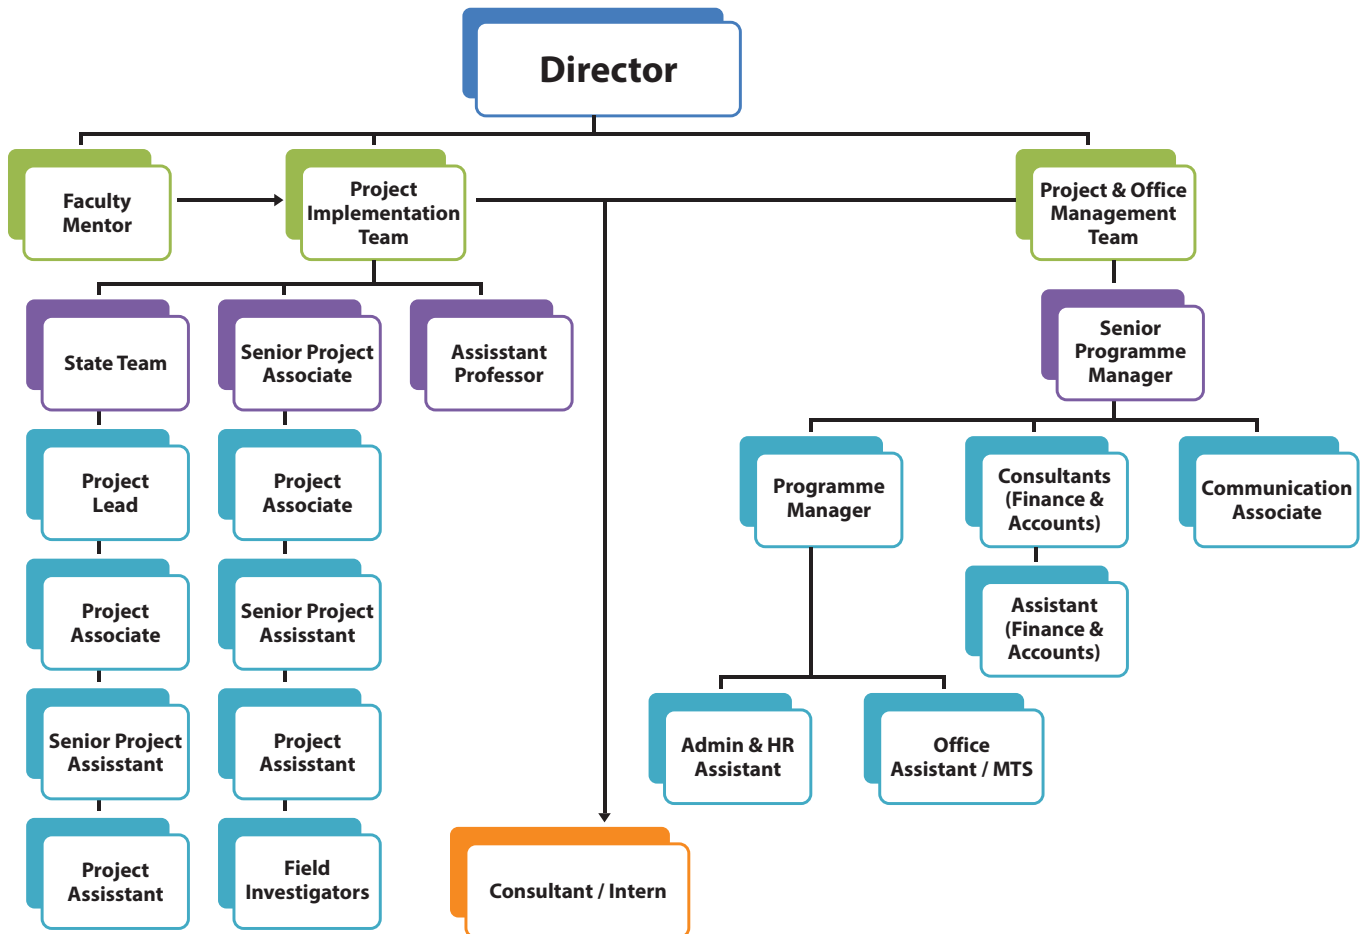 Director
Faculty
Mentor
Project
Implementation
Team
Project & Office
Management
Team
State Team
Senior Project
Associate
Assisstant
Professor
Senior
Programme
Manager
Project
Lead
Project
Associate
Programme
Manager
Consultants
(Finance &
Accounts)
Communication
Associate
Project
Associate
Senior Project
Assisstant
Assistant
(Finance &
Accounts)
Senior Project
Assisstant
Project
Assisstant
Admin & HR
Assistant
Office
Assistant / MTS
Project
Assisstant
Field
Investigators
Consultant / Intern